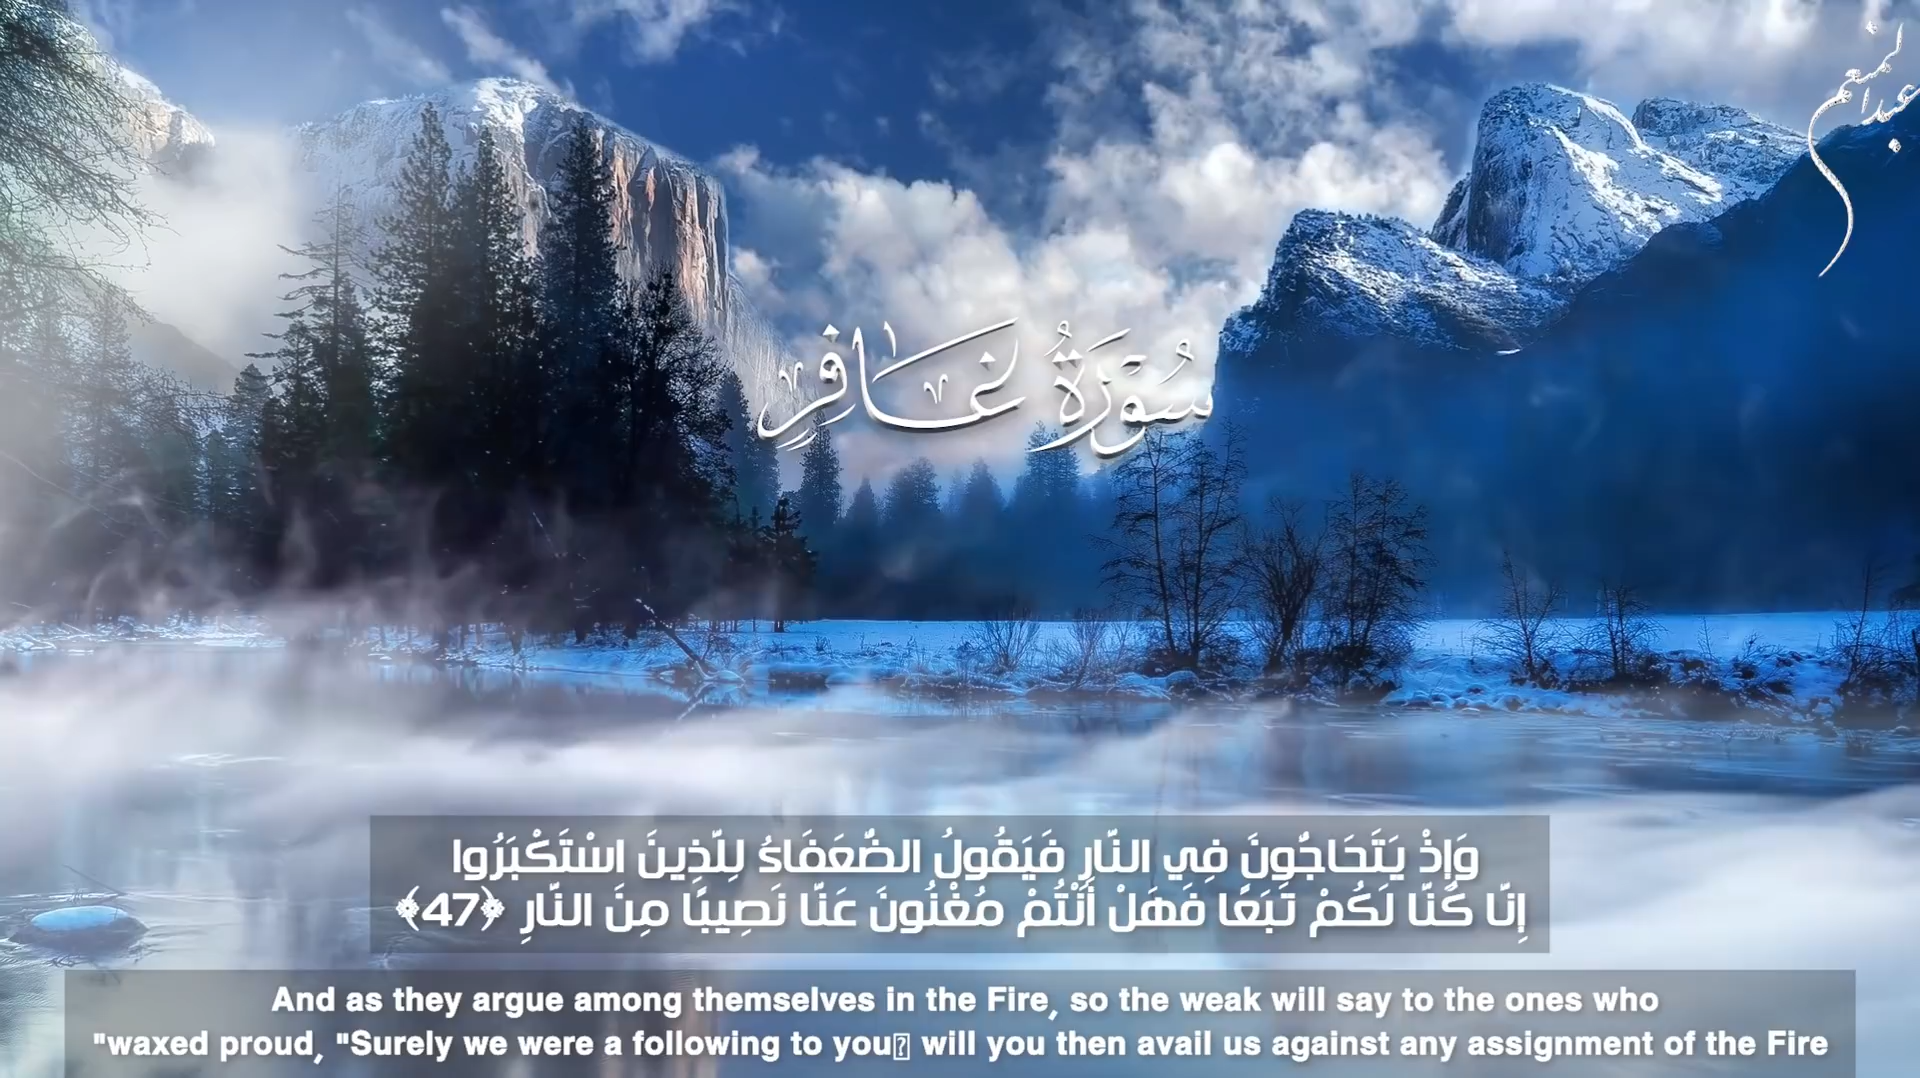 عبدالمنعم
سُورَةُ غَافِرٍ
وَإِذْ يَتَحَاجُّونَ فِي النَّارِ فَيَقُولُ الضُّعَفَاءُ لِلَّذِينَ اسْتَكْبَرُوا
إِنَّا كُنَّا لَكُمْ تَبَعًا فَهَلْ أَنْتُمْ مُغْنُونَ عَنَّا نَصِيبًا مِنَ النَّارِ ﴿47﴾
And as they argue among themselves in the Fire, so the weak will say to the ones who
"waxed proud, "Surely we were a following to you▯ will you then avail us against any assignment of the Fire